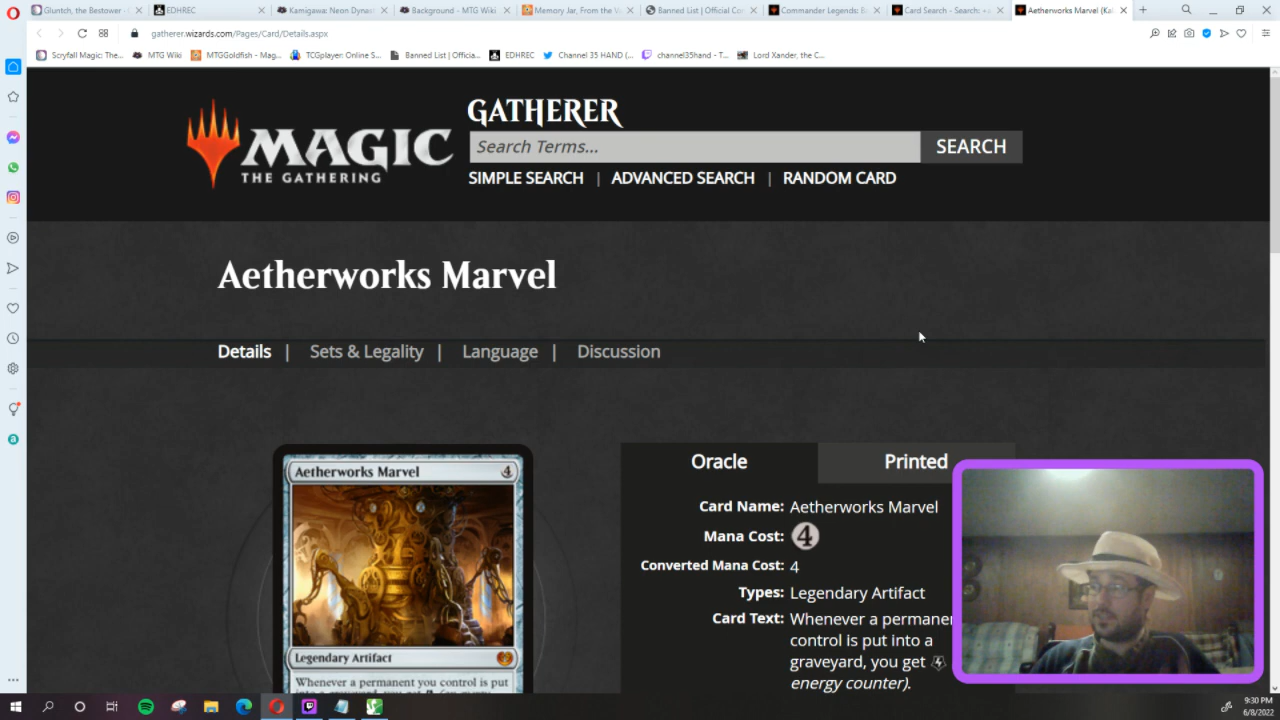 Gluntch, the Bestower -
EDHREC
Kamigawa: Neon Dynast
Background - MTG Wiki
Memory Jar, From the V
Banned List | Official Co
Commander Legends: B
Card Search - Search:
Aetherworks Marvel (Ka
gatherer.wizards.com/Pages/Card/Details.aspx
Scryfall Magic: The...
MTG Wiki
MTGGoldfish - Mag...
TCGplayer: Online S...
Banned List | Officia...
EDHREC
Channel 35 HAND (...
channel35hand - T...
Lord Xander, the C...
MAGIC
THE GATHERING
GATHERER
Search Terms...
SEARCH
SIMPLE SEARCH | ADVANCED SEARCH | RANDOM CARD
Aetherworks Marvel
Details | Sets & Legality | Language | Discussion
Aetherworks Marvel 4
Legendary Artifact
Whenever a permanent you control is put
Oracle
Printed
Card Name: Aetherworks Marvel
Mana Cost: 4
Converted Mana Cost: 4
Types: Legendary Artifact
Card Text: Whenever a permane
control is put into a
graveyard, you get
energy counter).
9:30 PM
6/8/2022